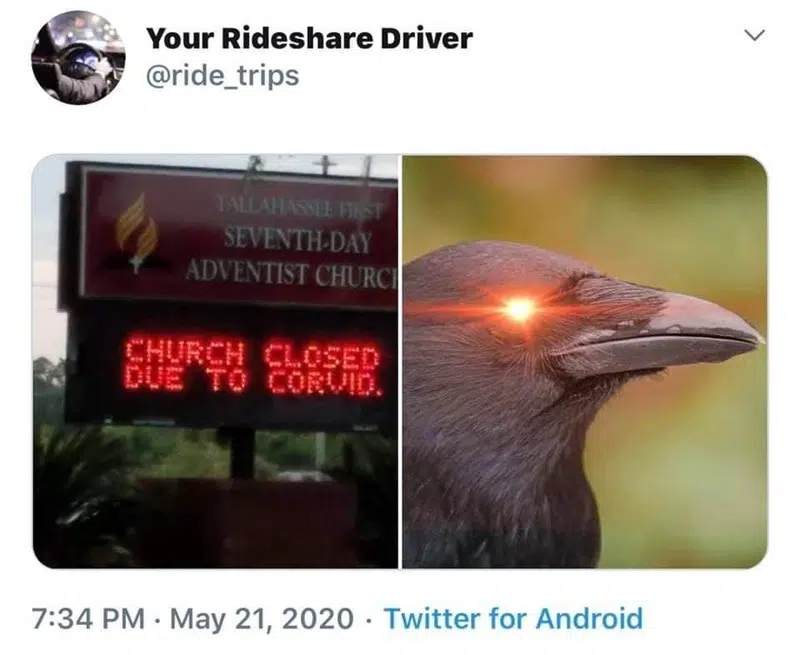 Your Rideshare Driver
@ride_trips
TALLAHASSEE FIRST
SEVENTH-DAY
ADVENTIST CHURC
CHURCH CLOSED
DUE TO CORVID.
7:34 PM · May 21, 2020 · Twitter for Android